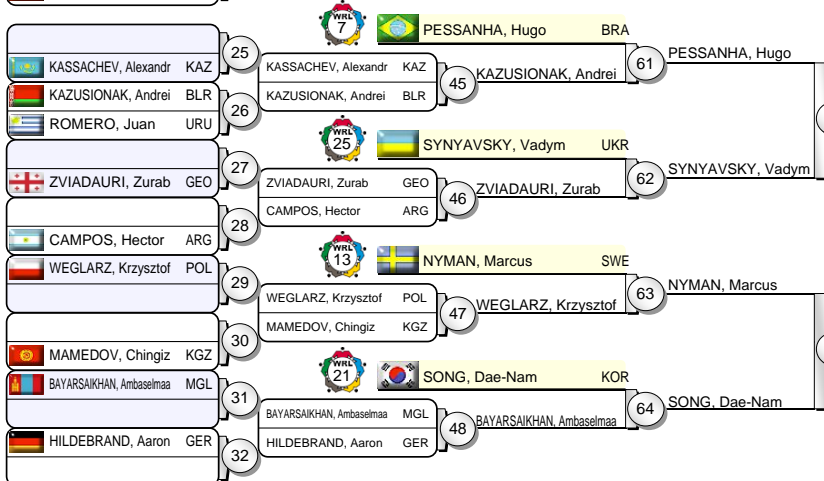 WRL
7
PESSANHA, Hugo BRA
25
KASSACHEV, Alexandr KAZ
KAZUSIONAK, Andrei BLR
26
ROMERO, Juan URU
KASSACHEV, Alexandr KAZ
KAZUSIONAK, Andrei BLR
45
KAZUSIONAK, Andrei
61
PESSANHA, Hugo
WRL
25
SYNYAVSKY, Vadym UKR
27
ZVIADAURI, Zurab GEO
28
CAMPOS, Hector ARG
ZVIADAURI, Zurab GEO
CAMPOS, Hector ARG
46
ZVIADAURI, Zurab
62
SYNYAVSKY, Vadym
WRL
13
NYMAN, Marcus SWE
WEGLARZ, Krzysztof POL
29
30
MAMEDOV, Chingiz KGZ
WEGLARZ, Krzysztof POL
MAMEDOV, Chingiz KGZ
47
WEGLARZ, Krzysztof
63
NYMAN, Marcus
WRL
21
SONG, Dae-Nam KOR
BAYARSAIKHAN, Ambaselmaa MGL
31
HILDEBRAND, Aaron GER
32
BAYARSAIKHAN, Ambaselmaa MGL
HILDEBRAND, Aaron GER
48
BAYARSAIKHAN, Ambaselmaa
64
SONG, Dae-Nam